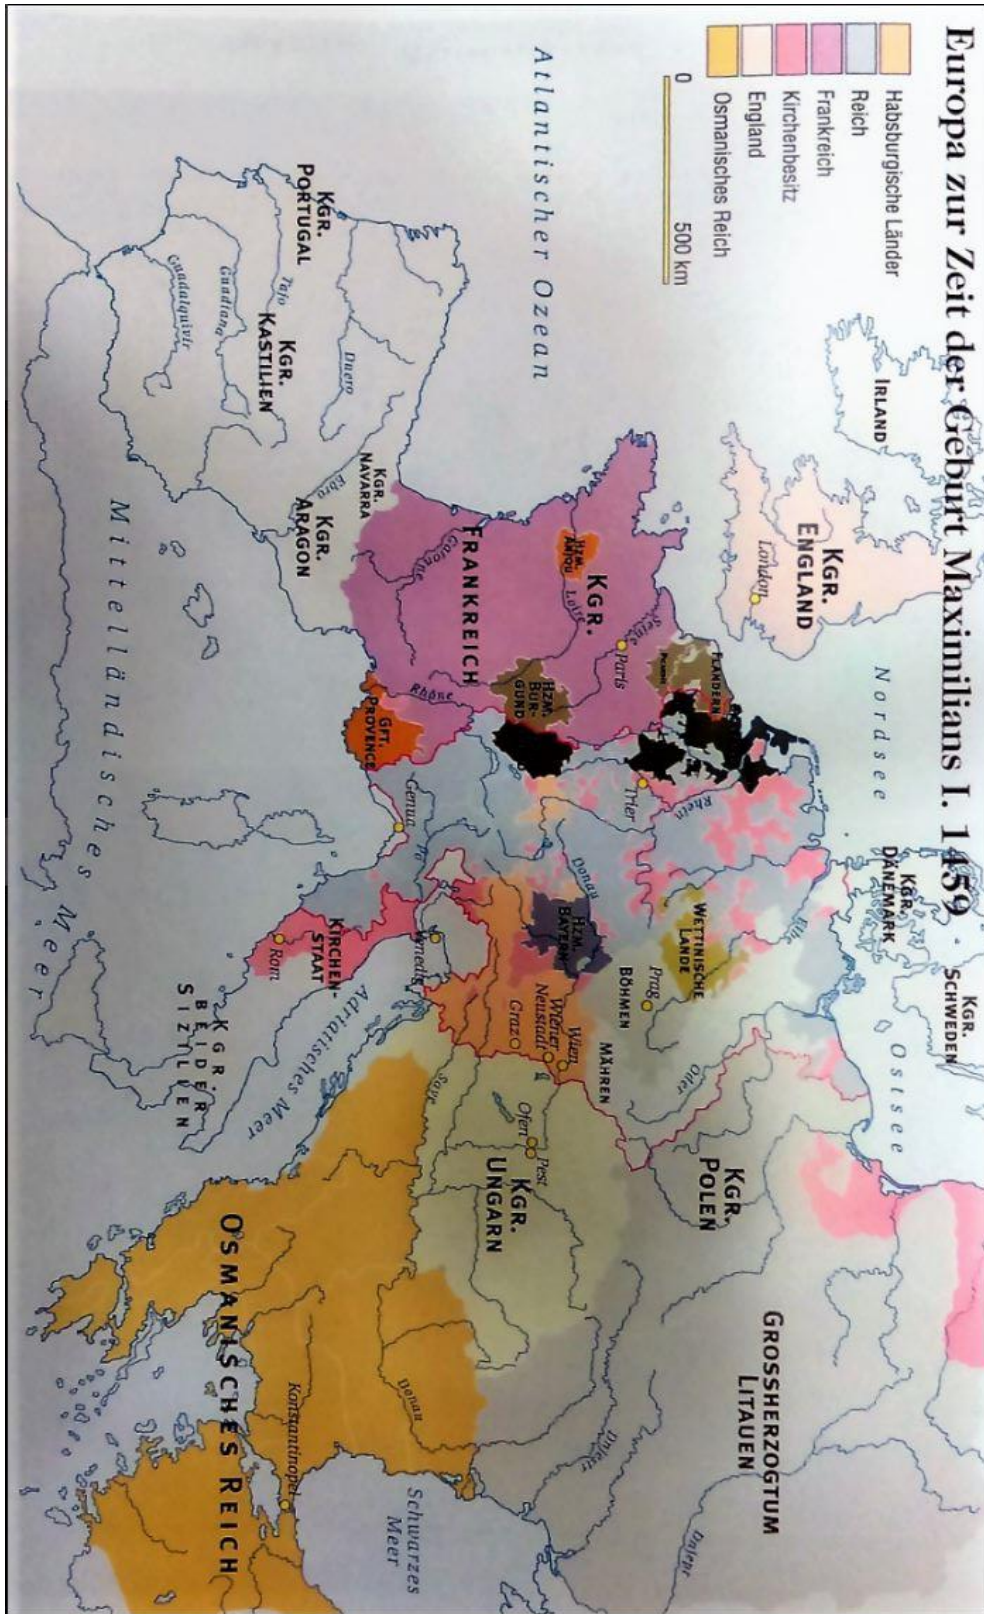 Europa zur Zeit der Geburt Maximilians I. 1459
Habsburgische Länder
Reich
Frankreich
Kirchenbesitz
England
Osmanisches Reich
0
500 km
Atlantischer Ozean
IRLAND
KGR.
ENGLAND
London
Nordsee
KGR.
DÄNEMARK
KGR.
SCHWEDEN
Ostsee
KGR.
PORTUGAL
Tajo
Guadiana
Guadalquivir
KGR.
KASTILIEN
Duero
Ebro
KGR.
NAVARRA
KGR.
ARAGON
KGR.
FRANKREICH
Garonne
HZM.
ANJOU
Loire
Seine
Paris
Rhône
HZM.
BUR-
GUND
FLANDERN
PICARDIE
GFT.
PROVENCE
Trier
Rhein
Genua
Po
Donau
Elbe
HZM.
BAYERN
WETTINISCHE
LANDE
Prag
BÖHMEN
MÄHREN
Oder
Venedig
Wien
Wiener
Neustadt
Graz
KIRCHEN-
STAAT
Rom
Adriatisches Meer
KGR.
BEIDER
SIZILIEN
Mittelländisches Meer
Save
Ofen
Pest
KGR.
UNGARN
KGR.
POLEN
GROSSHERZOGTUM
LITAUEN
Dnjestr
Dnjepr
Donau
OSMANISCHES REICH
Konstantinopel
Schwarzes
Meer